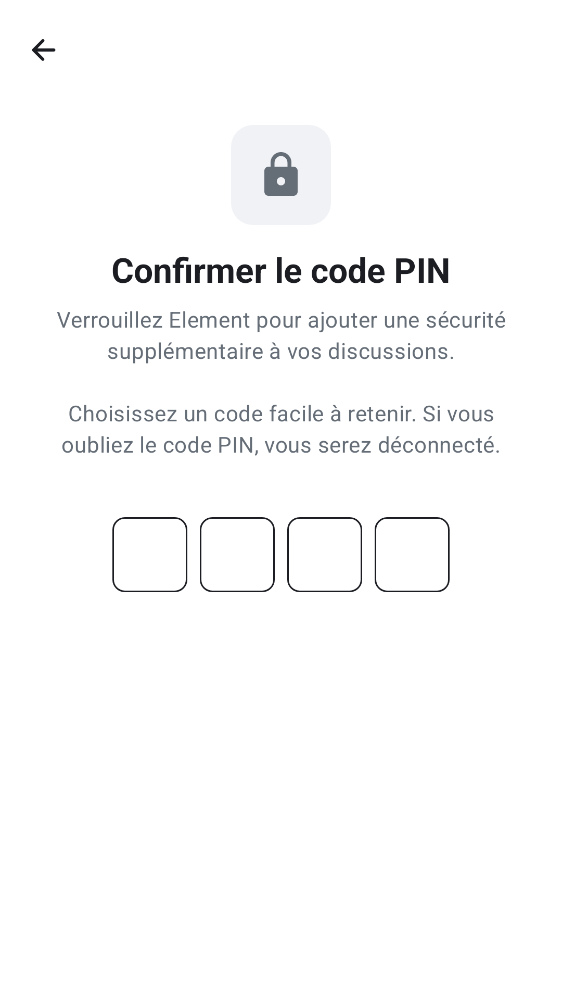 Confirmer le code PIN
Verrouillez Element pour ajouter une sécurité
supplémentaire à vos discussions.
Choisissez un code facile à retenir. Si vous
oubliez le code PIN, vous serez déconnecté.